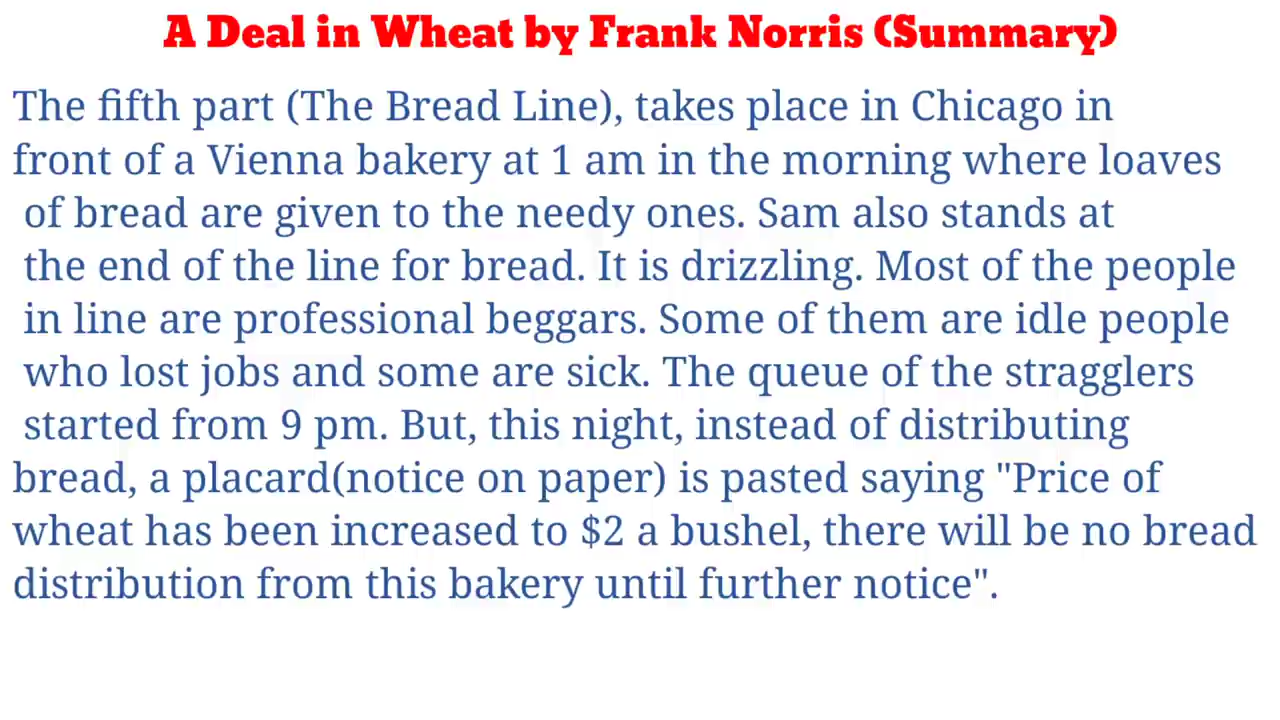 A Deal in Wheat by Frank Norris (Summary)
The fifth part (The Bread Line), takes place in Chicago in
front of a Vienna bakery at 1 am in the morning where loaves
of bread are given to the needy ones. Sam also stands at
the end of the line for bread. It is drizzling. Most of the people
in line are professional beggars. Some of them are idle people
who lost jobs and some are sick. The queue of the stragglers
started from 9 pm. But, this night, instead of distributing
bread, a placard(notice on paper) is pasted saying "Price of
wheat has been increased to $2 a bushel, there will be no bread
distribution from this bakery until further notice".